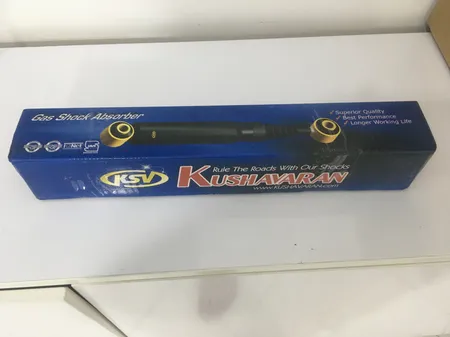 Gas Shock Absorber
✓ Superior Quality
✓ Best Performance
✓ Longer Working Life
IQNet
KSV
Rule The Roads With Our Shocks
KUSHAVARAN
www.KUSHAVARAN.com